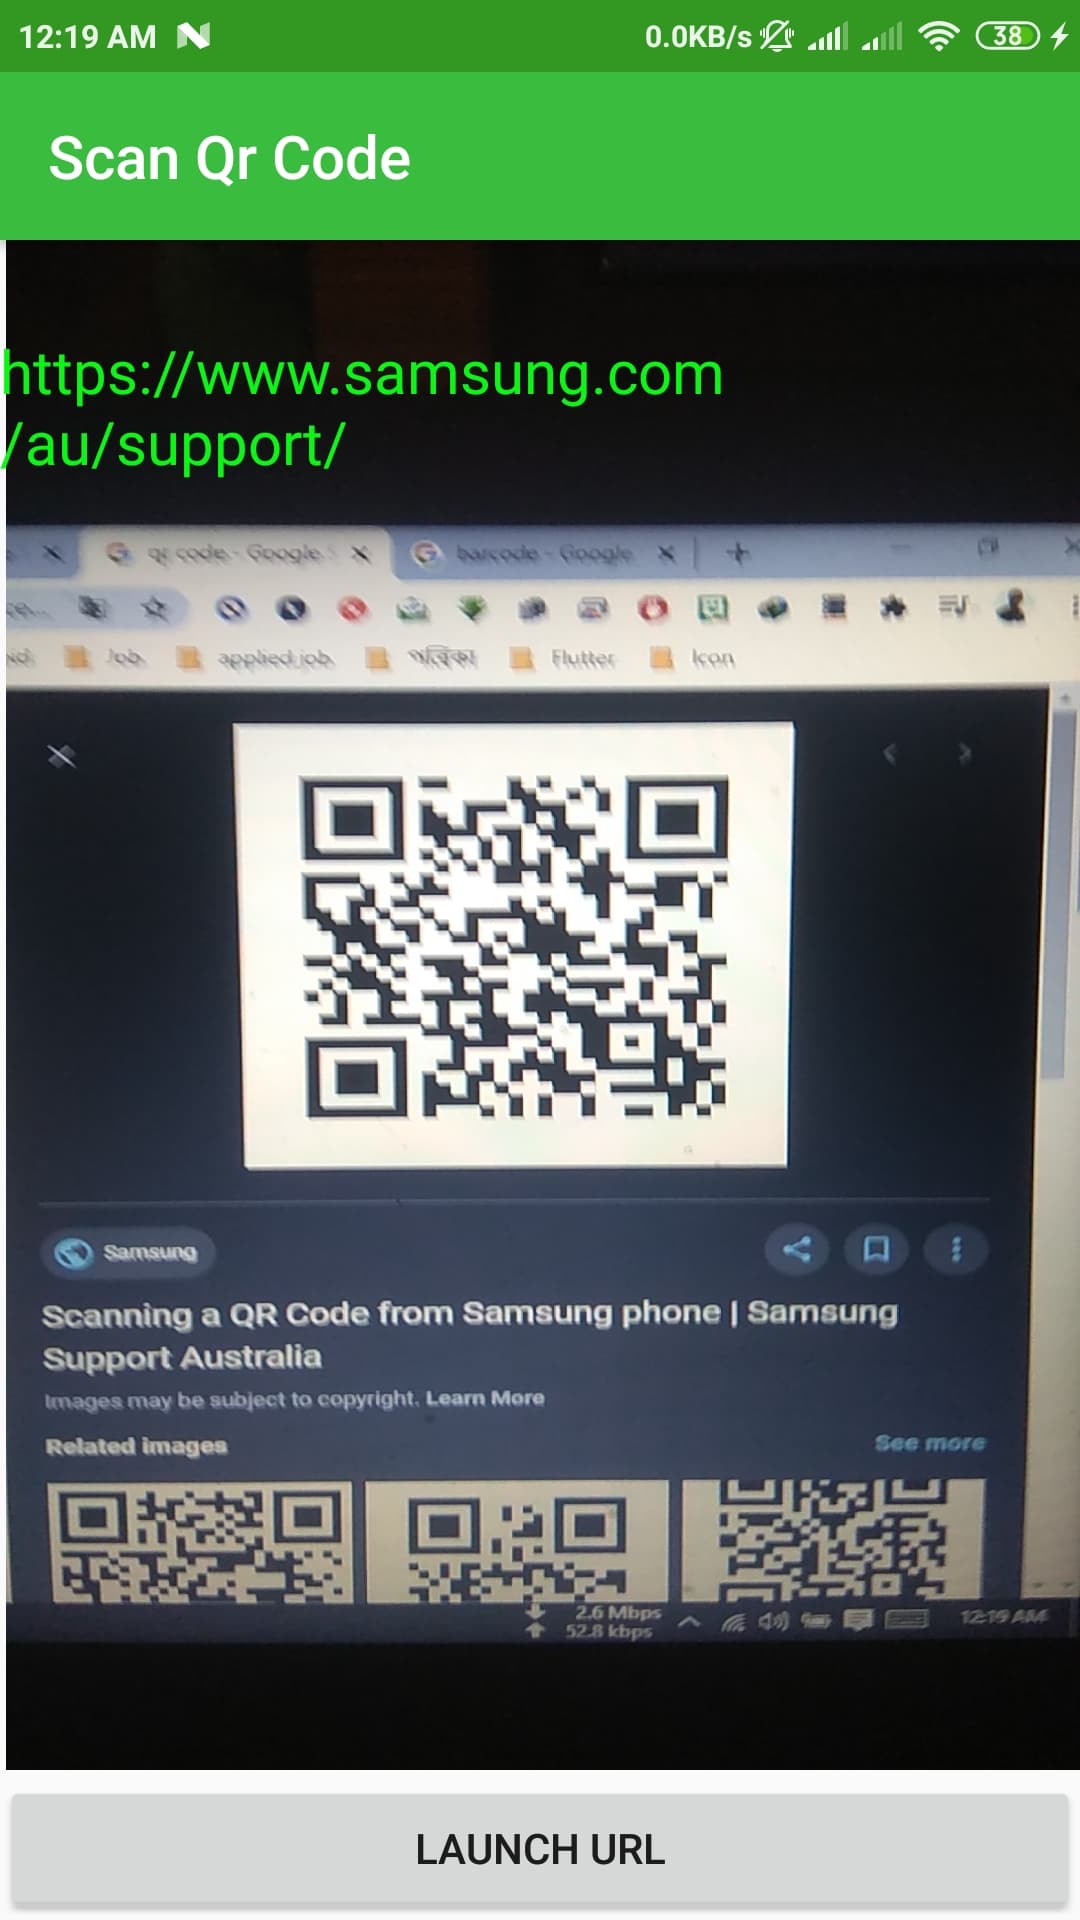 12:19 AM
0.0KB/s 38
Scan Qr Code
https://www.samsung.com
/au/support/
qr code - Google S
barcode - Google
Job
applied job
পত্রিকা
Flutter
Icon
Samsung
Scanning a QR Code from Samsung phone | Samsung
Support Australia
Images may be subject to copyright. Learn More
Related images
See more
2.6 Mbps
52.8 kbps
12:19 AM
LAUNCH URL